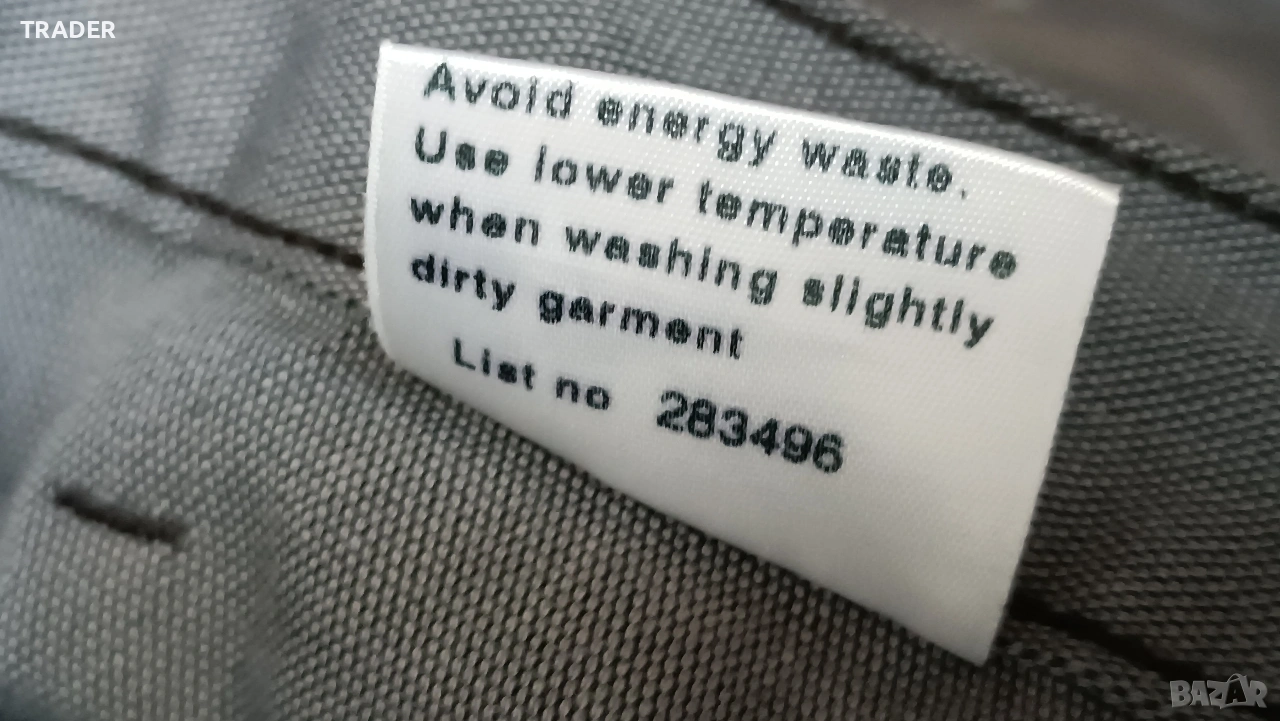 TRADER
Avoid energy waste.
Use lower temperature
when washing slightly
dirty garment
List no 283496
BAZAR